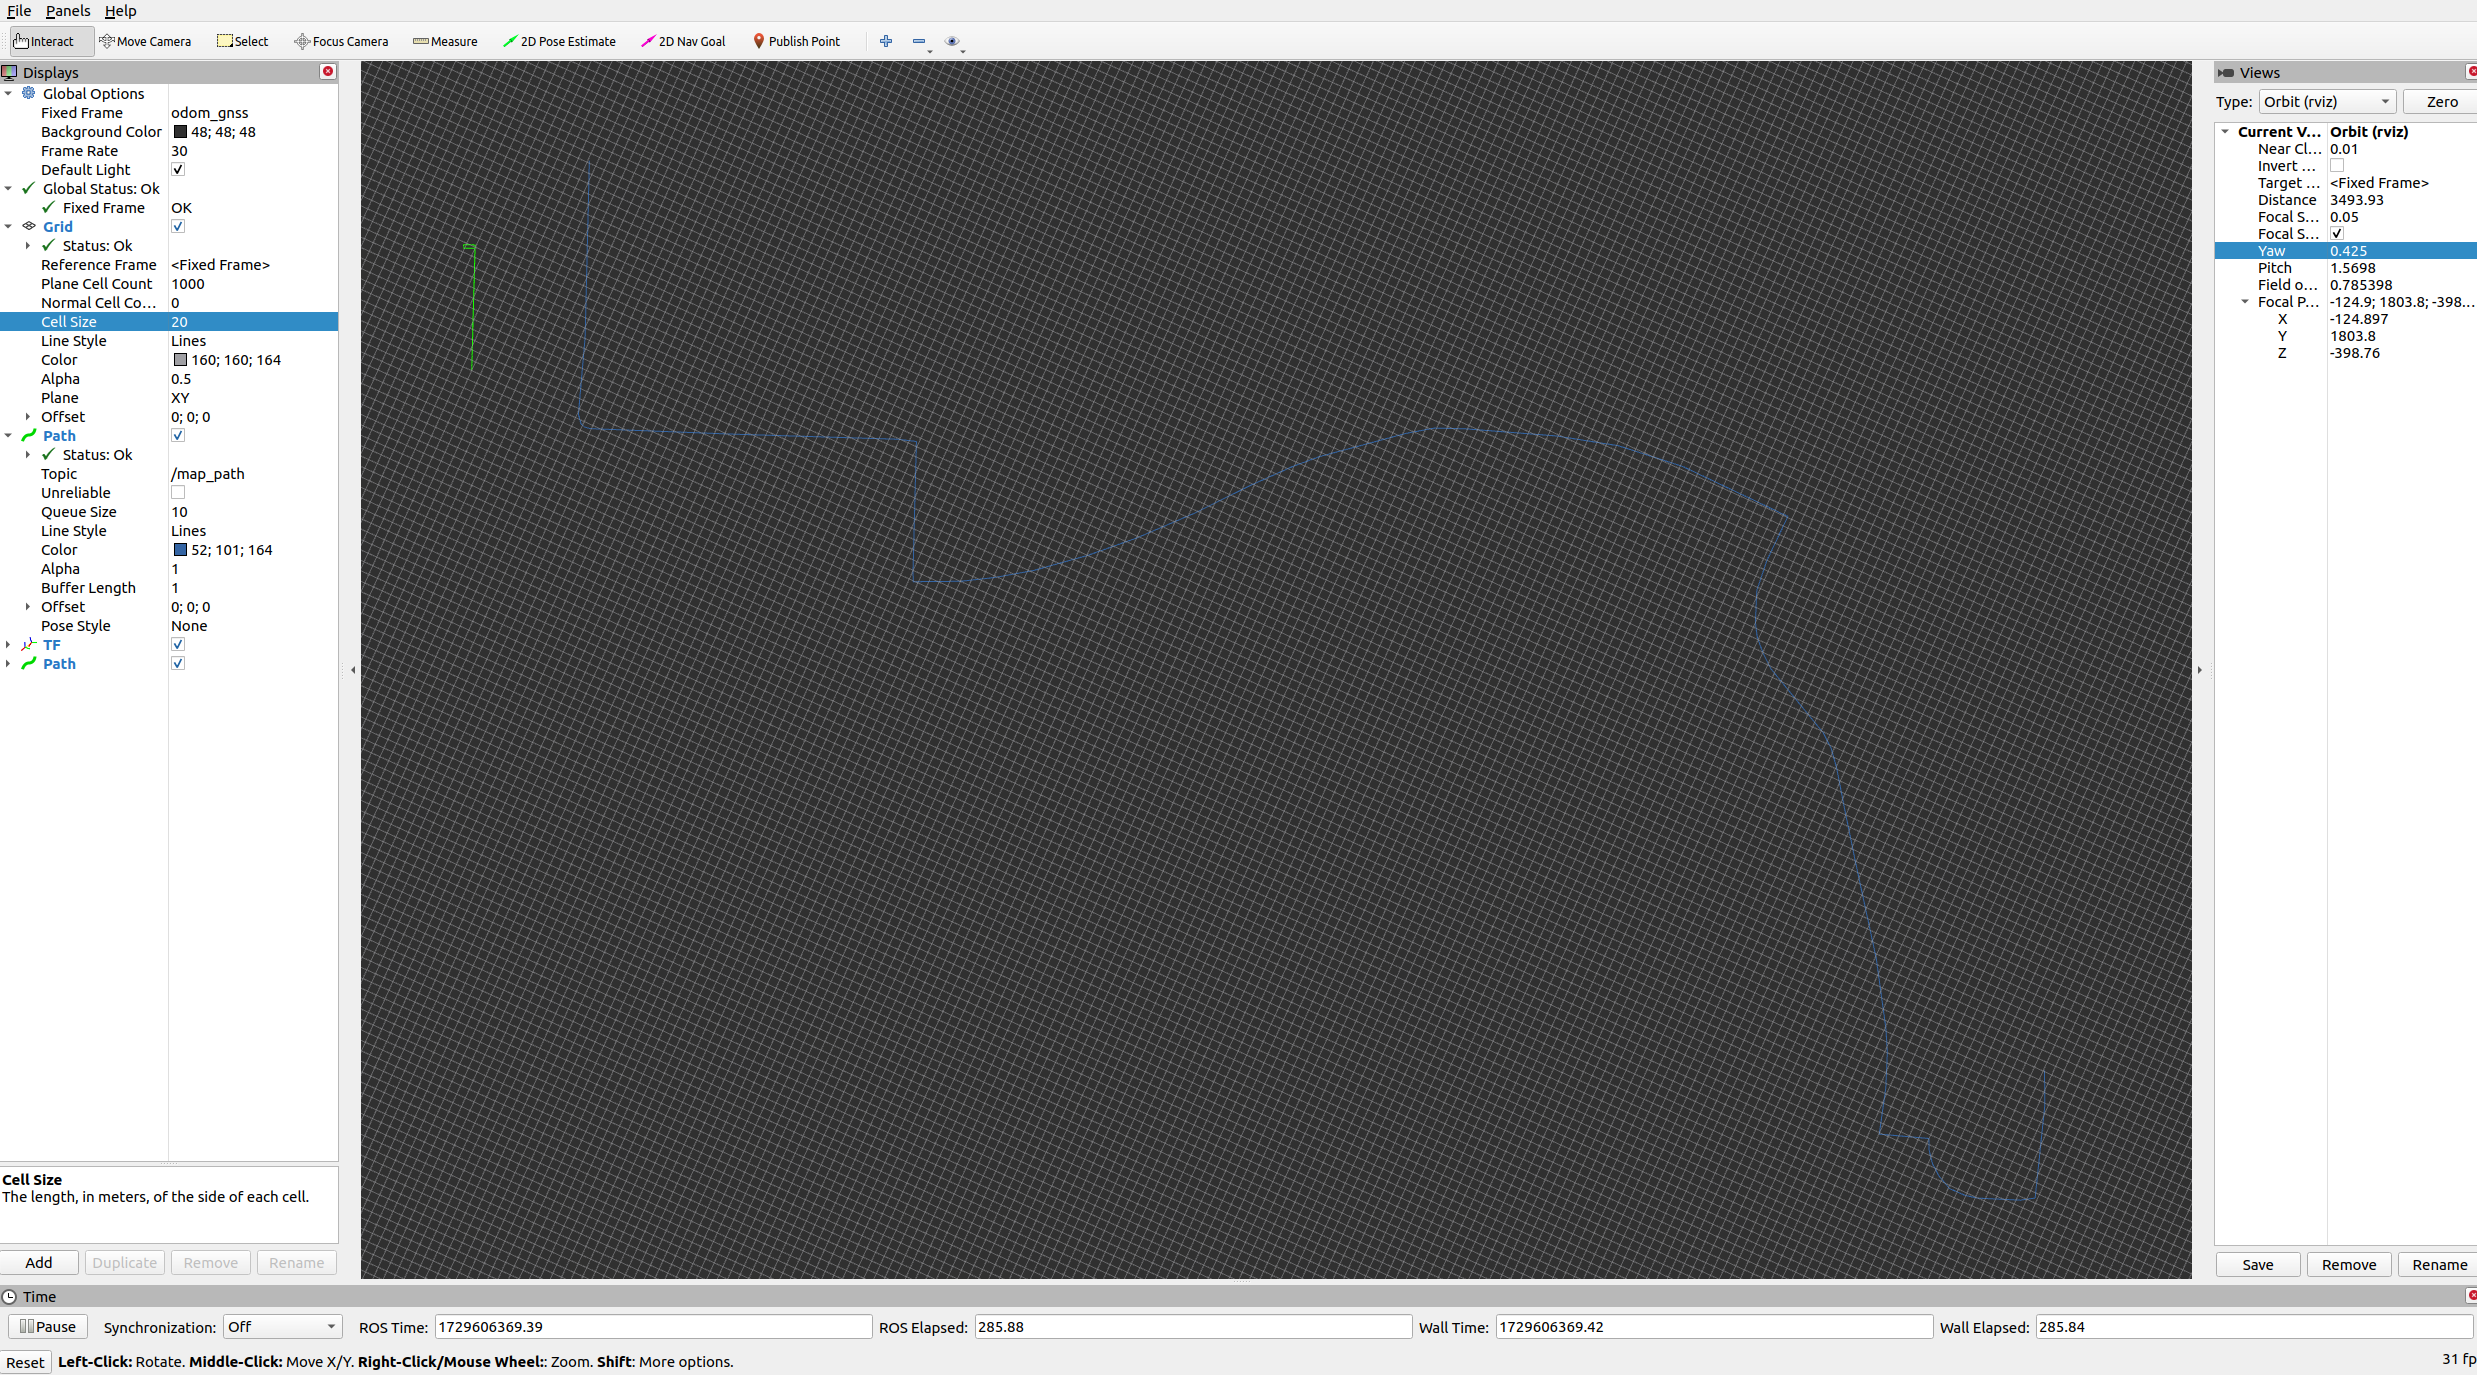 File Panels Help
Interact Move Camera Select Focus Camera Measure 2D Pose Estimate 2D Nav Goal Publish Point
Displays
Global Options
Fixed Frame odom_gnss
Background Color 48; 48; 48
Frame Rate 30
Default Light
Global Status: Ok
Fixed Frame OK
Grid
Status: Ok
Reference Frame <Fixed Frame>
Plane Cell Count 1000
Normal Cell Co... 0
Cell Size 20
Line Style Lines
Color 160; 160; 164
Alpha 0.5
Plane XY
Offset 0; 0; 0
Path
Status: Ok
Topic /map_path
Unreliable
Queue Size 10
Line Style Lines
Color 52; 101; 164
Alpha 1
Buffer Length 1
Offset 0; 0; 0
Pose Style None
TF
Path
Cell Size
The length, in meters, of the side of each cell.
Add Duplicate Remove Rename
Views
Type: Orbit (rviz) Zero
Current V... Orbit (rviz)
Near Cl... 0.01
Invert ...
Target ... <Fixed Frame>
Distance 3493.93
Focal S... 0.05
Focal S...
Yaw 0.425
Pitch 1.5698
Field o... 0.785398
Focal P... -124.9; 1803.8; -398...
X -124.897
Y 1803.8
Z -398.76
Save Remove Rename
Time
Pause Synchronization: Off ROS Time: 1729606369.39 ROS Elapsed: 285.88 Wall Time: 1729606369.42 Wall Elapsed: 285.84
Reset Left-Click: Rotate. Middle-Click: Move X/Y. Right-Click/Mouse Wheel:: Zoom. Shift: More options. 31 fp